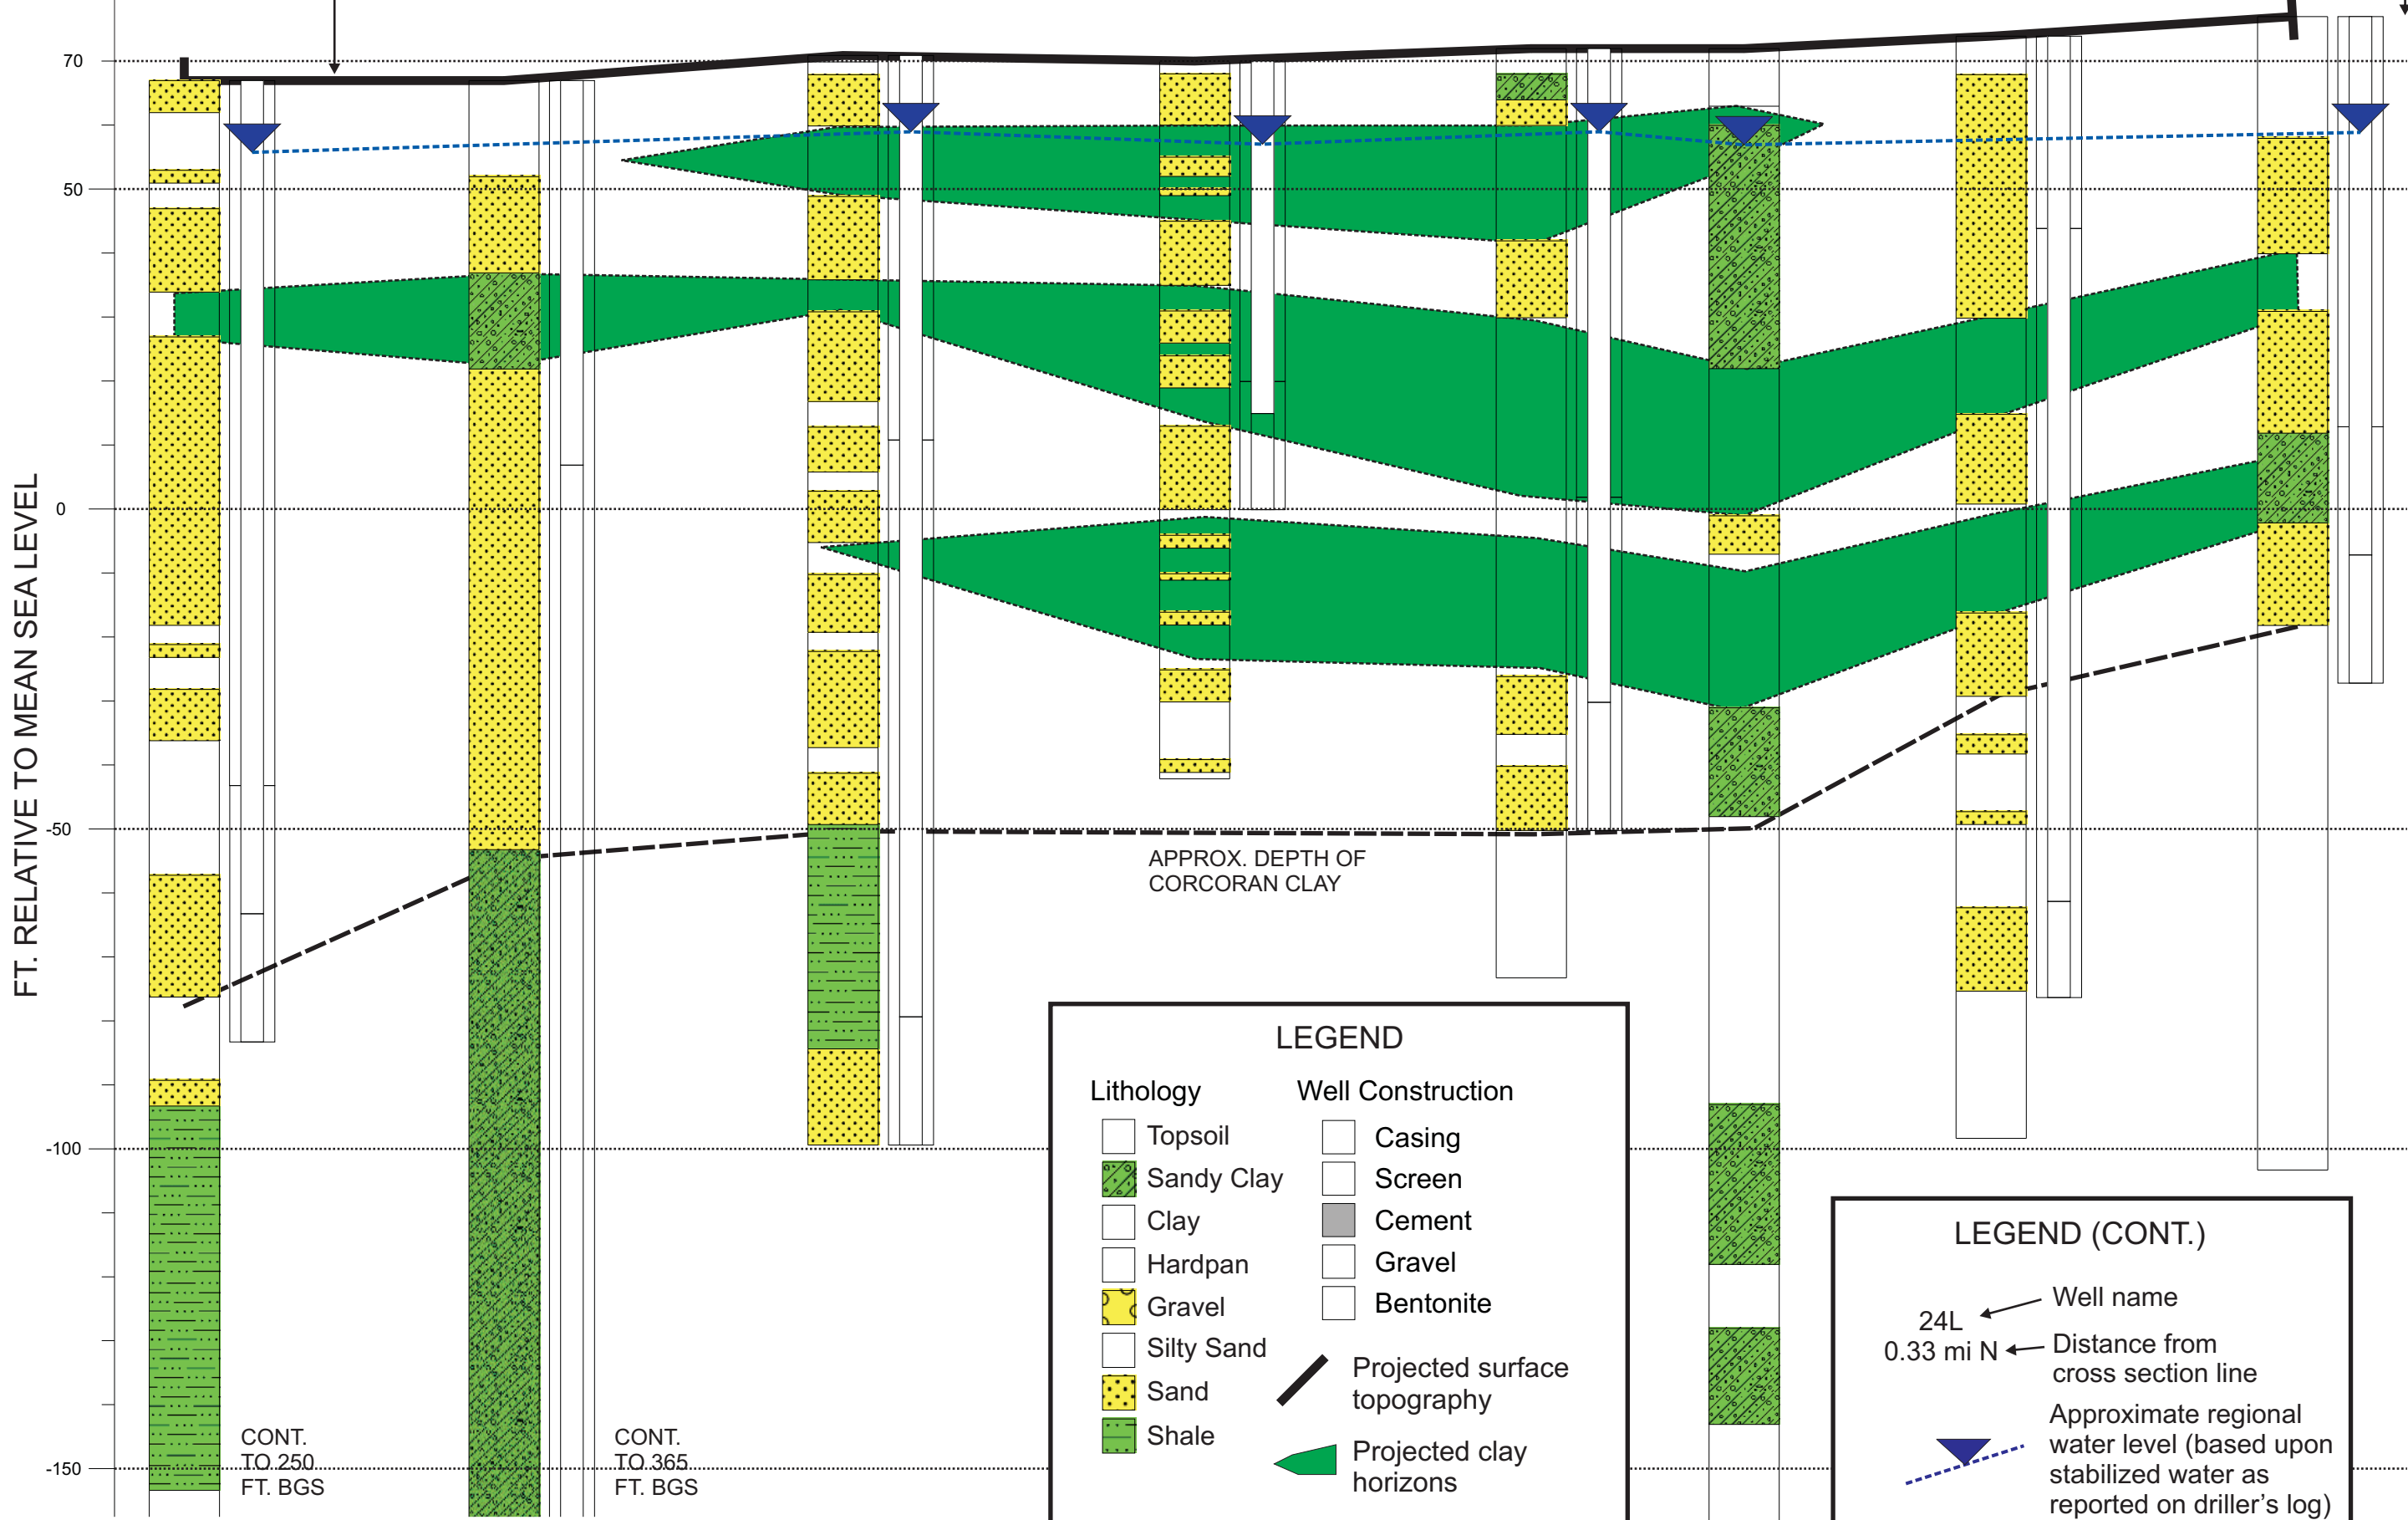 70
50
0
-50
-100
-150
FT. RELATIVE TO MEAN SEA LEVEL
APPROX. DEPTH OF
CORCORAN CLAY
CONT.
TO 250
FT. BGS
CONT.
TO 365
FT. BGS
LEGEND
Lithology
Topsoil
Sandy Clay
Clay
Hardpan
Gravel
Silty Sand
Sand
Shale
Well Construction
Casing
Screen
Cement
Gravel
Bentonite
Projected surface
topography
Projected clay
horizons
LEGEND (CONT.)
24L
0.33 mi N
Well name
Distance from
cross section line
Approximate regional
water level (based upon
stabilized water as
reported on driller's log)